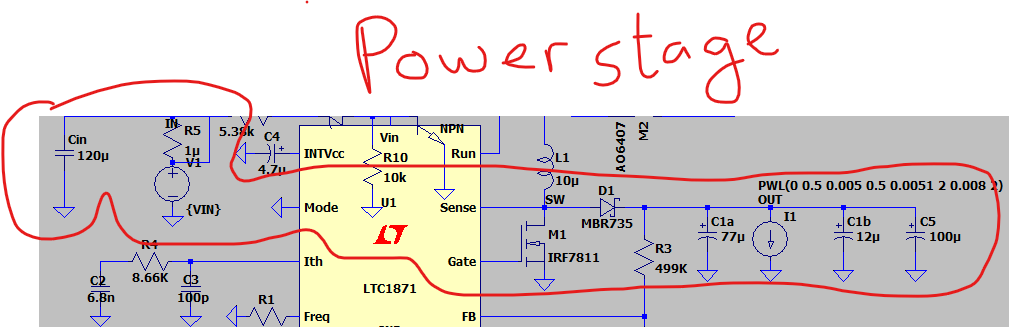 Power stage
IN
R5
1µ
V1
{VIN}
Cin
120µ
5.38k
C4
4.7µ
INTVcc
Vin
NPN
Run
R10
10k
Mode
U1
Sense
Ith
Gate
LTC1871
Freq
FB
R4
8.66K
C2
6.8n
C3
100p
R1
L1
10µ
SW
AO6407
M2
D1
MBR735
M1
IRF7811
R3
499K
PWL(0 0.5 0.005 0.5 0.0051 2 0.008 2)
OUT
C1a
77µ
I1
C1b
12µ
C5
100µ